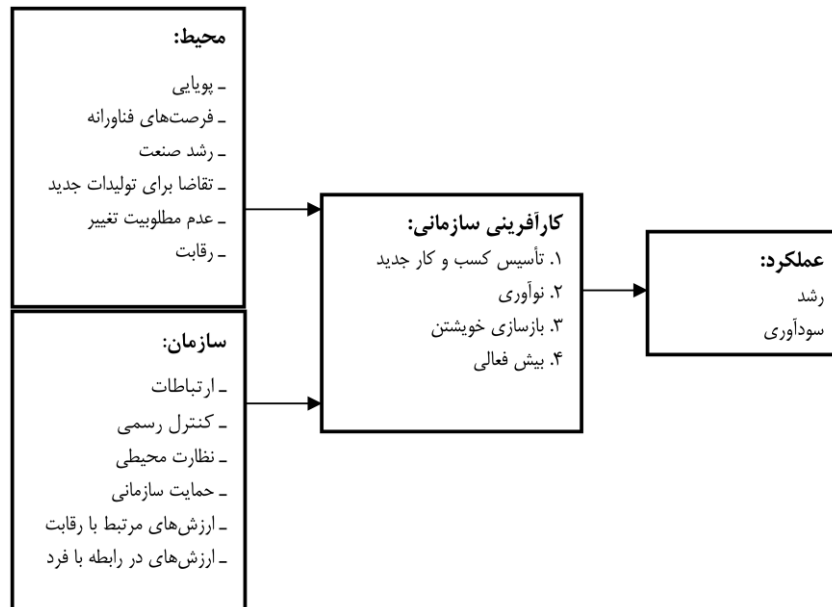 محیط:
ـ پویایی
ـ فرصت‌های فناورانه
ـ رشد صنعت
ـ تقاضا برای تولیدات جدید
ـ عدم مطلوبیت تغییر
ـ رقابت
سازمان:
ـ ارتباطات
ـ کنترل رسمی
ـ نظارت محیطی
ـ حمایت سازمانی
ـ ارزش‌های مرتبط با رقابت
ـ ارزش‌های در رابطه با فرد
کارآفرینی سازمانی:
۱. تأسیس کسب و کار جدید
۲. نوآوری
۳. بازسازی خویشتن
۴. بیش فعالی
عملکرد:
رشد
سودآوری